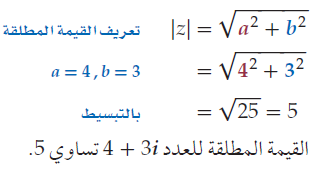 |z| = √(a² + b²) تعريف القيمة المطلقة
= √(4² + 3²) a = 4 , b = 3
= √25 = 5 بالتبسيط
القيمة المطلقة للعدد 4 + 3i تساوي 5.